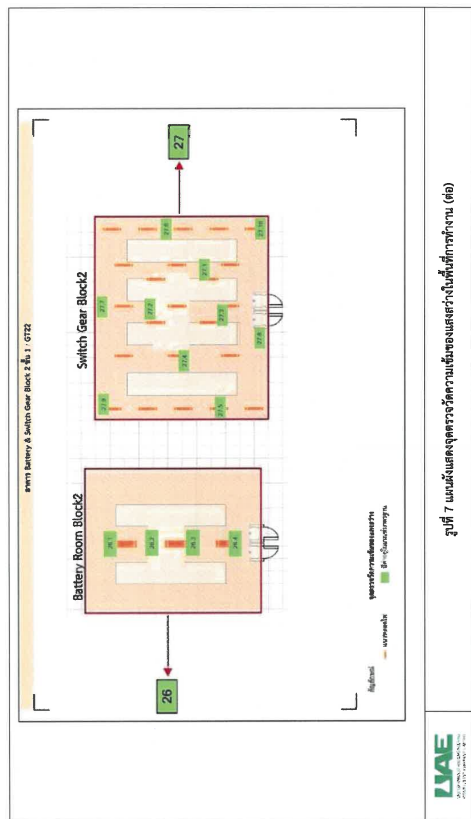 อาคาร Battery & Switch Gear Block 2 ชั้น 1 : GT22
Battery Room Block2
Switch Gear Block2
26
27
26.1
26.2
26.3
26.4
27.9
27.7
27.8
27.2
27.1
27.4
27.3
27.5
27.6
27.10
สัญลักษณ์
แนวหลอดไฟ
จุดตรวจวัดความเข้มของแสงสว่าง
มีค่าอยู่ในเกณฑ์มาตรฐาน
รูปที่ 7 แผนผังแสดงจุดตรวจวัดความเข้มของแสงสว่างในพื้นที่การทำงาน (ต่อ)
UAE